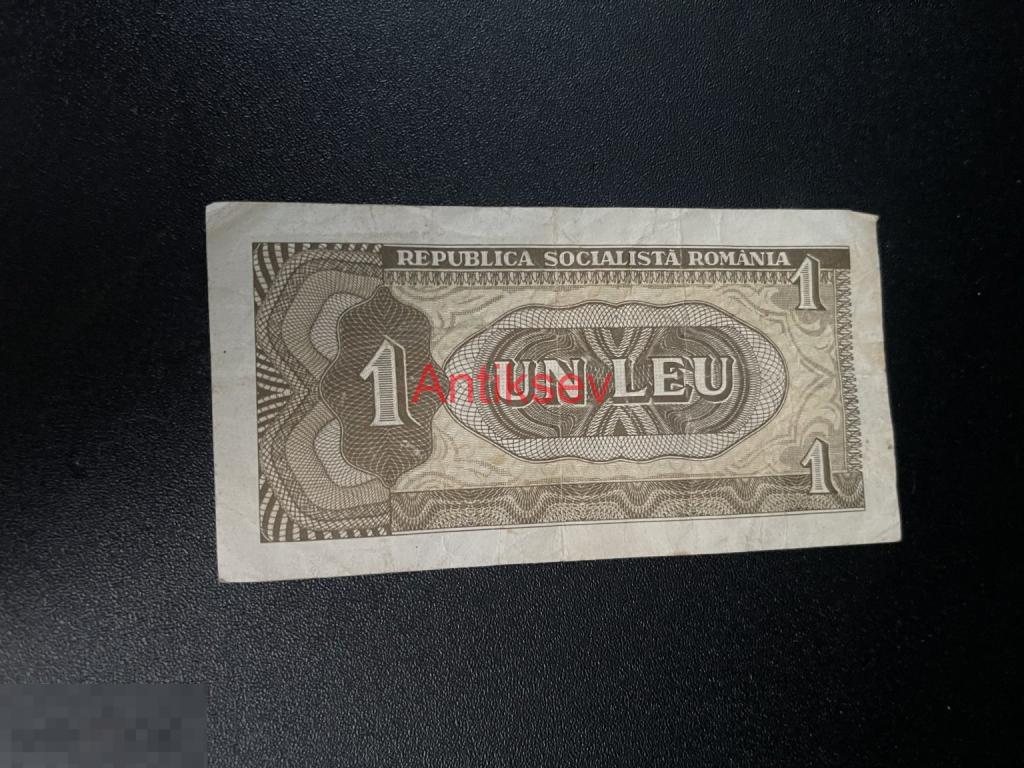 REPUBLICA SOCIALISTĂ ROMÂNIA
1
1
UN LEU
Antiksev
1